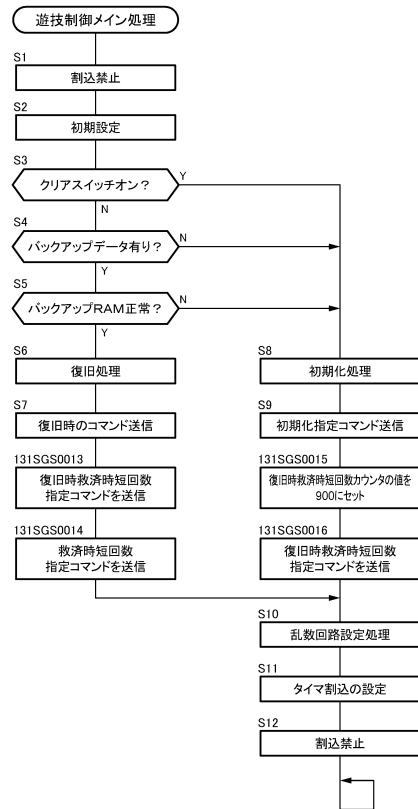 遊技制御メイン処理
S1
割込禁止
S2
初期設定
S3
クリアスイッチオン?
Y
N
S4
バックアップデータ有り?
N
Y
S5
バックアップRAM正常?
N
Y
S6
復旧処理
S7
復旧時のコマンド送信
131SGS0013
復旧時救済時短回数
指定コマンドを送信
131SGS0014
救済時短回数
指定コマンドを送信
S8
初期化処理
S9
初期化指定コマンド送信
131SGS0015
復旧時救済時短回数カウンタの値を
900にセット
131SGS0016
復旧時救済時短回数
指定コマンドを送信
S10
乱数回路設定処理
S11
タイマ割込の設定
S12
割込禁止